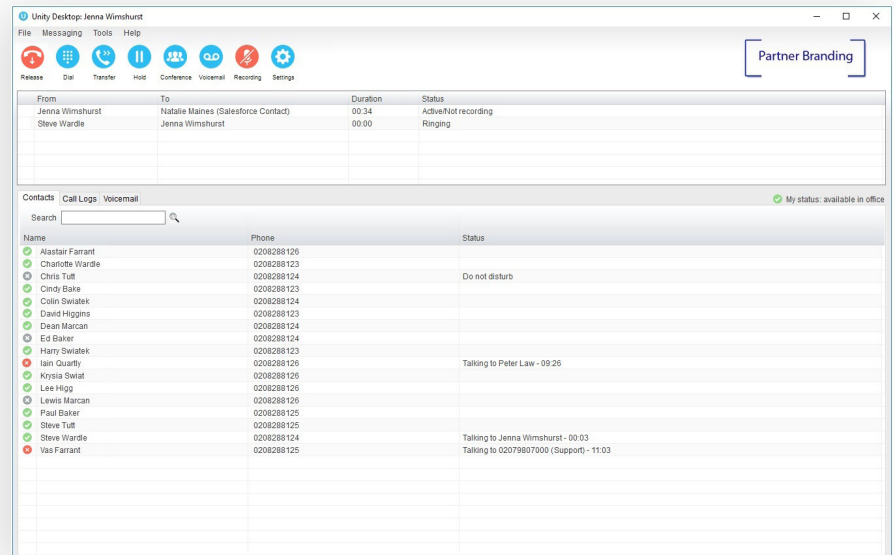 Unity Desktop: Jenna Wimshurst
File Messaging Tools Help
Release Dial Transfer Hold Conference Voicemail Recording Settings
Partner Branding
From To Duration Status
Jenna Wimshurst Natalie Maines (Salesforce Contact) 00:34 Active/Not recording
Steve Wardle Jenna Wimshurst 00:00 Ringing
Contacts Call Logs Voicemail My status: available in office
Search
Name Phone Status
Alastair Farrant 0208288126
Charlotte Wardle 0208288123
Chris Tutt 0208288124 Do not disturb
Cindy Bake 0208288123
Colin Swiatek 0208288124
David Higgins 0208288123
Dean Marcan 0208288124
Ed Baker 0208288124
Harry Swiatek 0208288123
Iain Quartly 0208288126 Talking to Peter Law - 09:26
Krysia Swiat 0208288126
Lee Higg 0208288126
Lewis Marcan 0208288126
Paul Baker 0208288125
Steve Tutt 0208288125
Steve Wardle 0208288124 Talking to Jenna Wimshurst - 00:03
Vas Farrant 0208288125 Talking to 02079807000 (Support) - 11:03